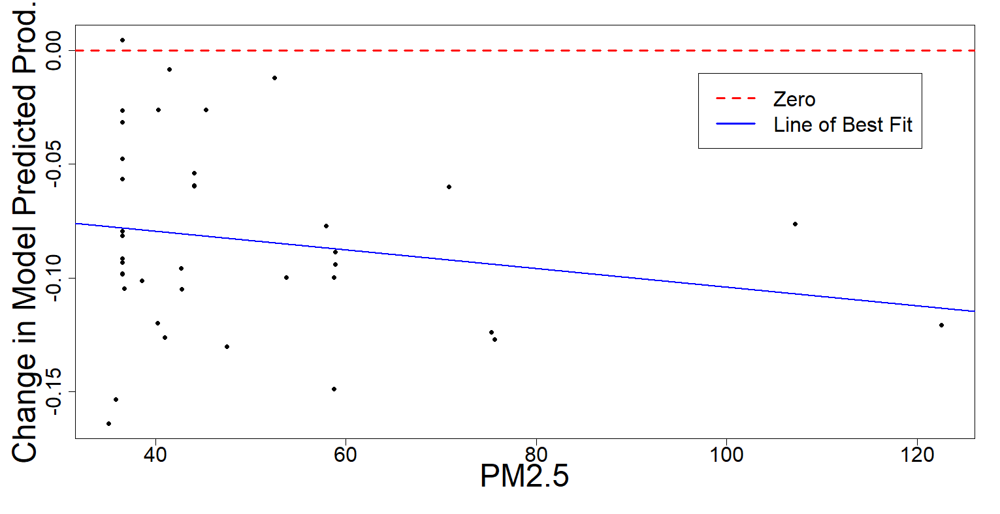 Change in Model Predicted Prod.
0.00
-0.05
-0.10
-0.15
Zero
Line of Best Fit
40 60 80 100 120
PM2.5